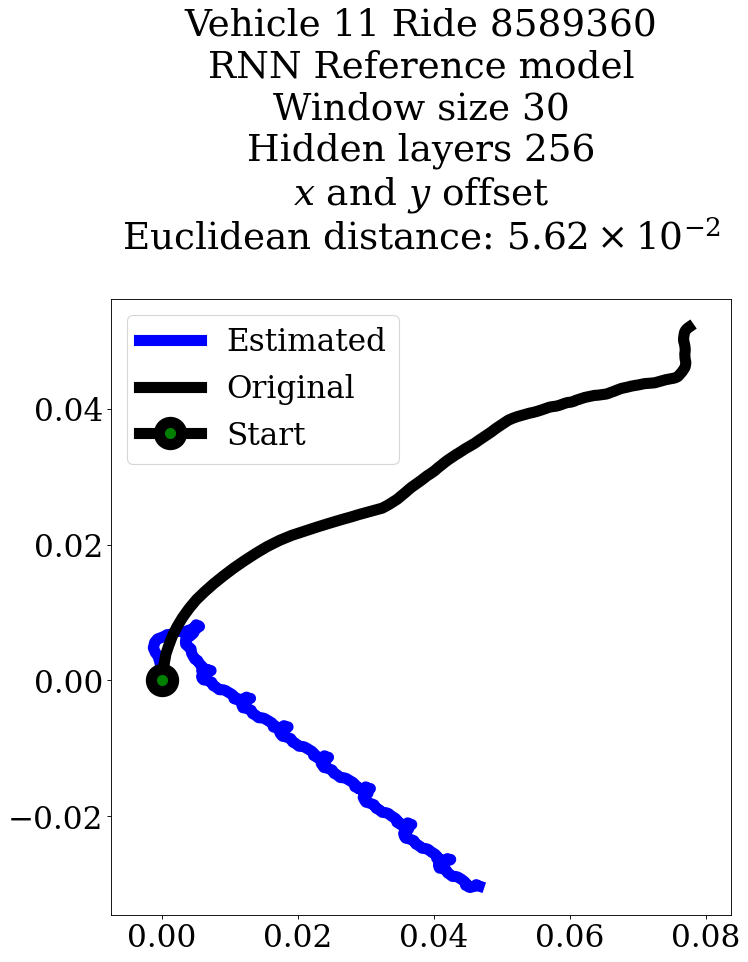 Vehicle 11 Ride 8589360
RNN Reference model
Window size 30
Hidden layers 256
x and y offset
Euclidean distance: 5.62 × 10⁻²
Estimated
Original
Start
0.04
0.02
0.00
−0.02
0.00 0.02 0.04 0.06 0.08